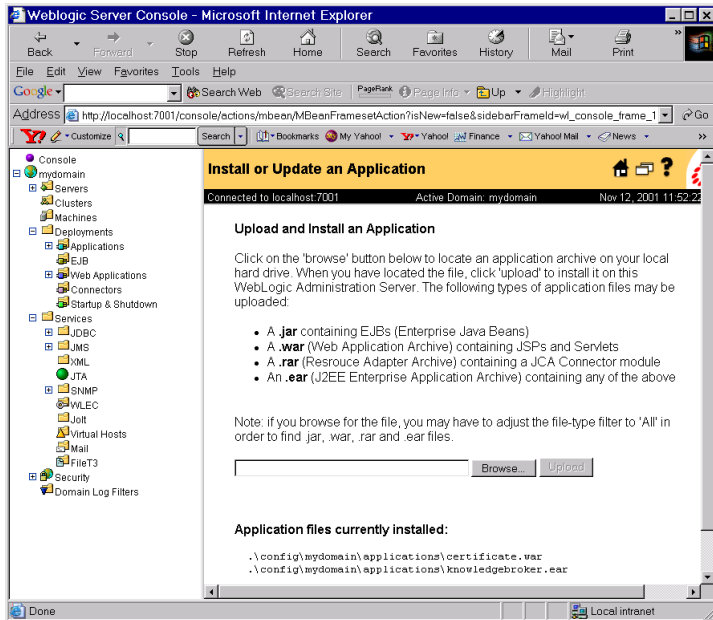 Weblogic Server Console - Microsoft Internet Explorer
Back Forward Stop Refresh Home Search Favorites History Mail Print »
File Edit View Favorites Tools Help
Google Search Web Search Site PageRank Page Info Up Highlight
Address http://localhost:7001/console/actions/mbean/MBeanFramesetAction?isNew=false&sidebarFrameId=wl_console_frame_1 Go
Y? Customize Search Bookmarks My Yahoo! Yahoo! Finance Yahoo! Mail News »
Console
mydomain
Servers
Clusters
Machines
Deployments
Applications
EJB
Web Applications
Connectors
Startup & Shutdown
Services
JDBC
JMS
XML
JTA
SNMP
WLEC
Jolt
Virtual Hosts
Mail
FileT3
Security
Domain Log Filters
Install or Update an Application ?
Connected to localhost:7001 Active Domain: mydomain Nov 12, 2001 11:52:22
Upload and Install an Application
Click on the 'browse' button below to locate an application archive on your local
hard drive. When you have located the file, click 'upload' to install it on this
WebLogic Administration Server. The following types of application files may be
uploaded:
• A .jar containing EJBs (Enterprise Java Beans)
• A .war (Web Application Archive) containing JSPs and Servlets
• A .rar (Resrouce Adapter Archive) containing a JCA Connector module
• An .ear (J2EE Enterprise Application Archive) containing any of the above
Note: if you browse for the file, you may have to adjust the file-type filter to 'All' in
order to find .jar, .war, .rar and .ear files.
Browse... Upload
Application files currently installed:
.\config\mydomain\applications\certificate.war
.\config\mydomain\applications\knowledgebroker.ear
Done Local intranet